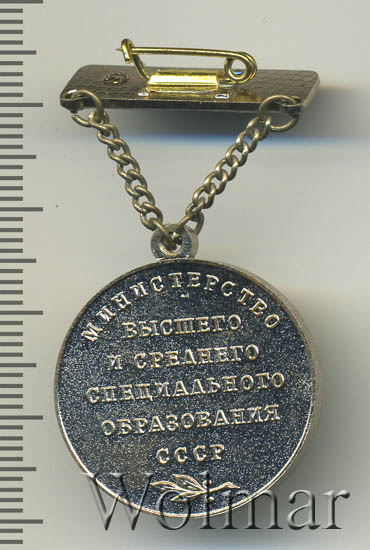 МИНИСТЕРСТВО
ВЫСШЕГО
И СРЕДНЕГО
СПЕЦИАЛЬНОГО
ОБРАЗОВАНИЯ
СССР
Wolmar